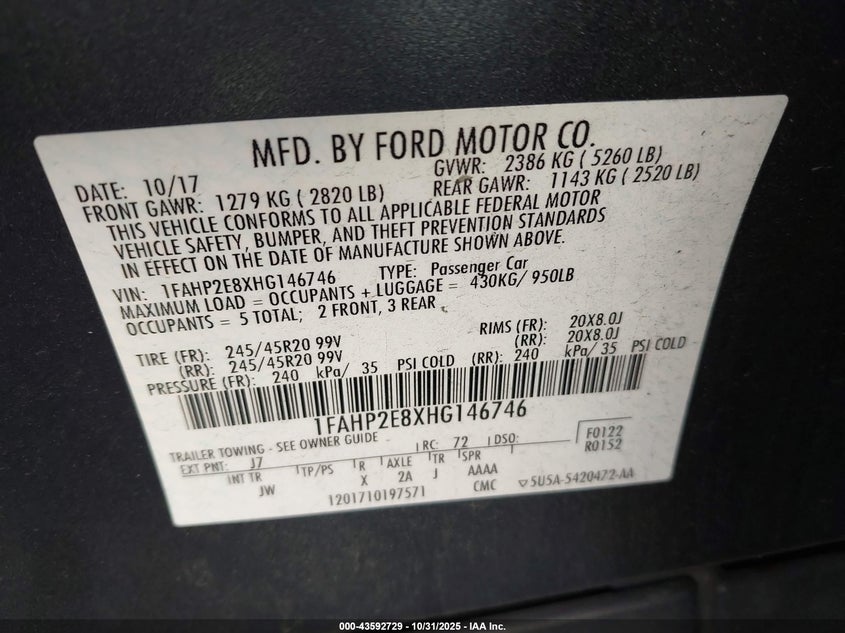 MFD. BY FORD MOTOR CO.
DATE: 10/17 GVWR: 2386 KG ( 5260 LB)
FRONT GAWR: 1279 KG ( 2820 LB) REAR GAWR: 1143 KG ( 2520 LB)
THIS VEHICLE CONFORMS TO ALL APPLICABLE FEDERAL MOTOR
VEHICLE SAFETY, BUMPER, AND THEFT PREVENTION STANDARDS
IN EFFECT ON THE DATE OF MANUFACTURE SHOWN ABOVE.
VIN: 1FAHP2E8XHG146746 TYPE: Passenger Car
MAXIMUM LOAD = OCCUPANTS + LUGGAGE = 430KG/ 950LB
OCCUPANTS = 5 TOTAL; 2 FRONT, 3 REAR
TIRE (FR): 245/45R20 99V RIMS (FR): 20X8.0J
(RR): 245/45R20 99V (RR): 20X8.0J
PRESSURE (FR): 240 kPa/ 35 PSI COLD (RR): 240 kPa/ 35 PSI COLD
1FAHP2E8XHG146746
TRAILER TOWING - SEE OWNER GUIDE RC: 72 DSO: F0122
EXT PNT: J7 R0152
INT TR TP/PS R AXLE TR SPR
JW X 2A J AAAA
1201710197571 CMC ▽5U5A-5420472-AA
000-43592729 - 10/31/2025 - IAA Inc.